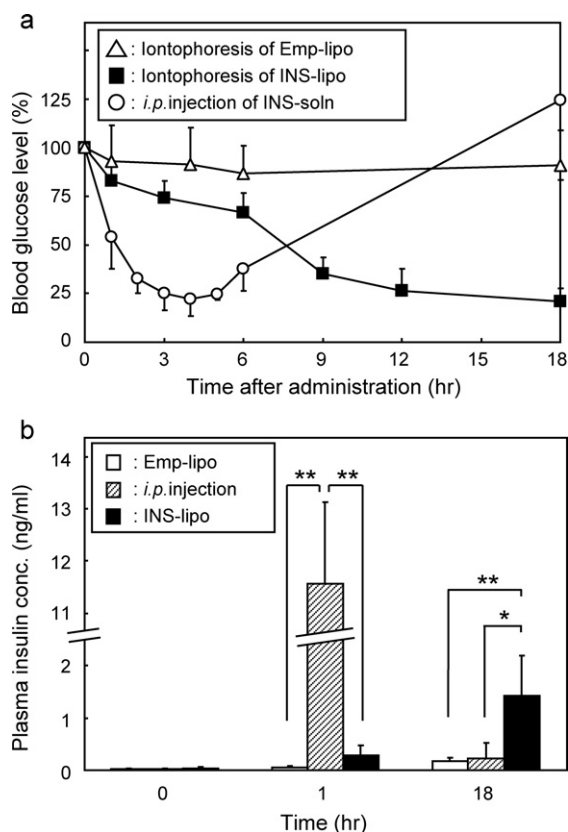 a
: Iontophoresis of Emp-lipo
: Iontophoresis of INS-lipo
: i.p.injection of INS-soln
Blood glucose level (%)
125
100
75
50
25
0
0 3 6 9 12 15 18
Time after administration (hr)
b
: Emp-lipo
: i.p.injection
: INS-lipo
Plasma insulin conc. (ng/ml)
14
13
12
11
2
1
0
** **
**
*
0 1 18
Time (hr)